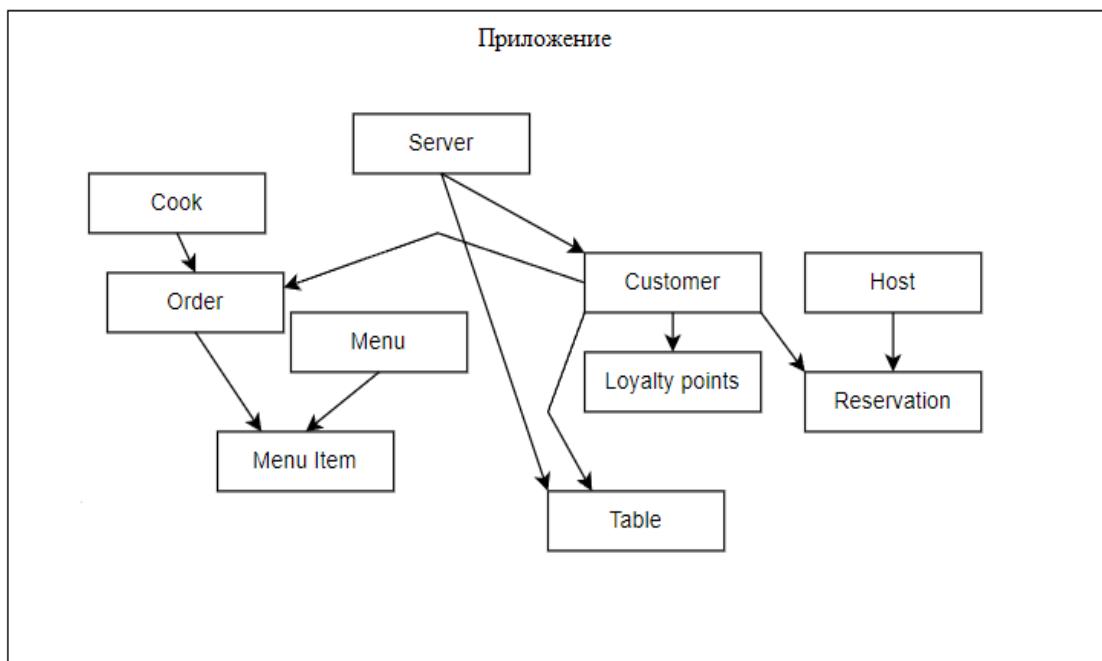 Приложение
Server
Cook
Customer
Host
Order
Menu
Loyalty points
Reservation
Menu Item
Table